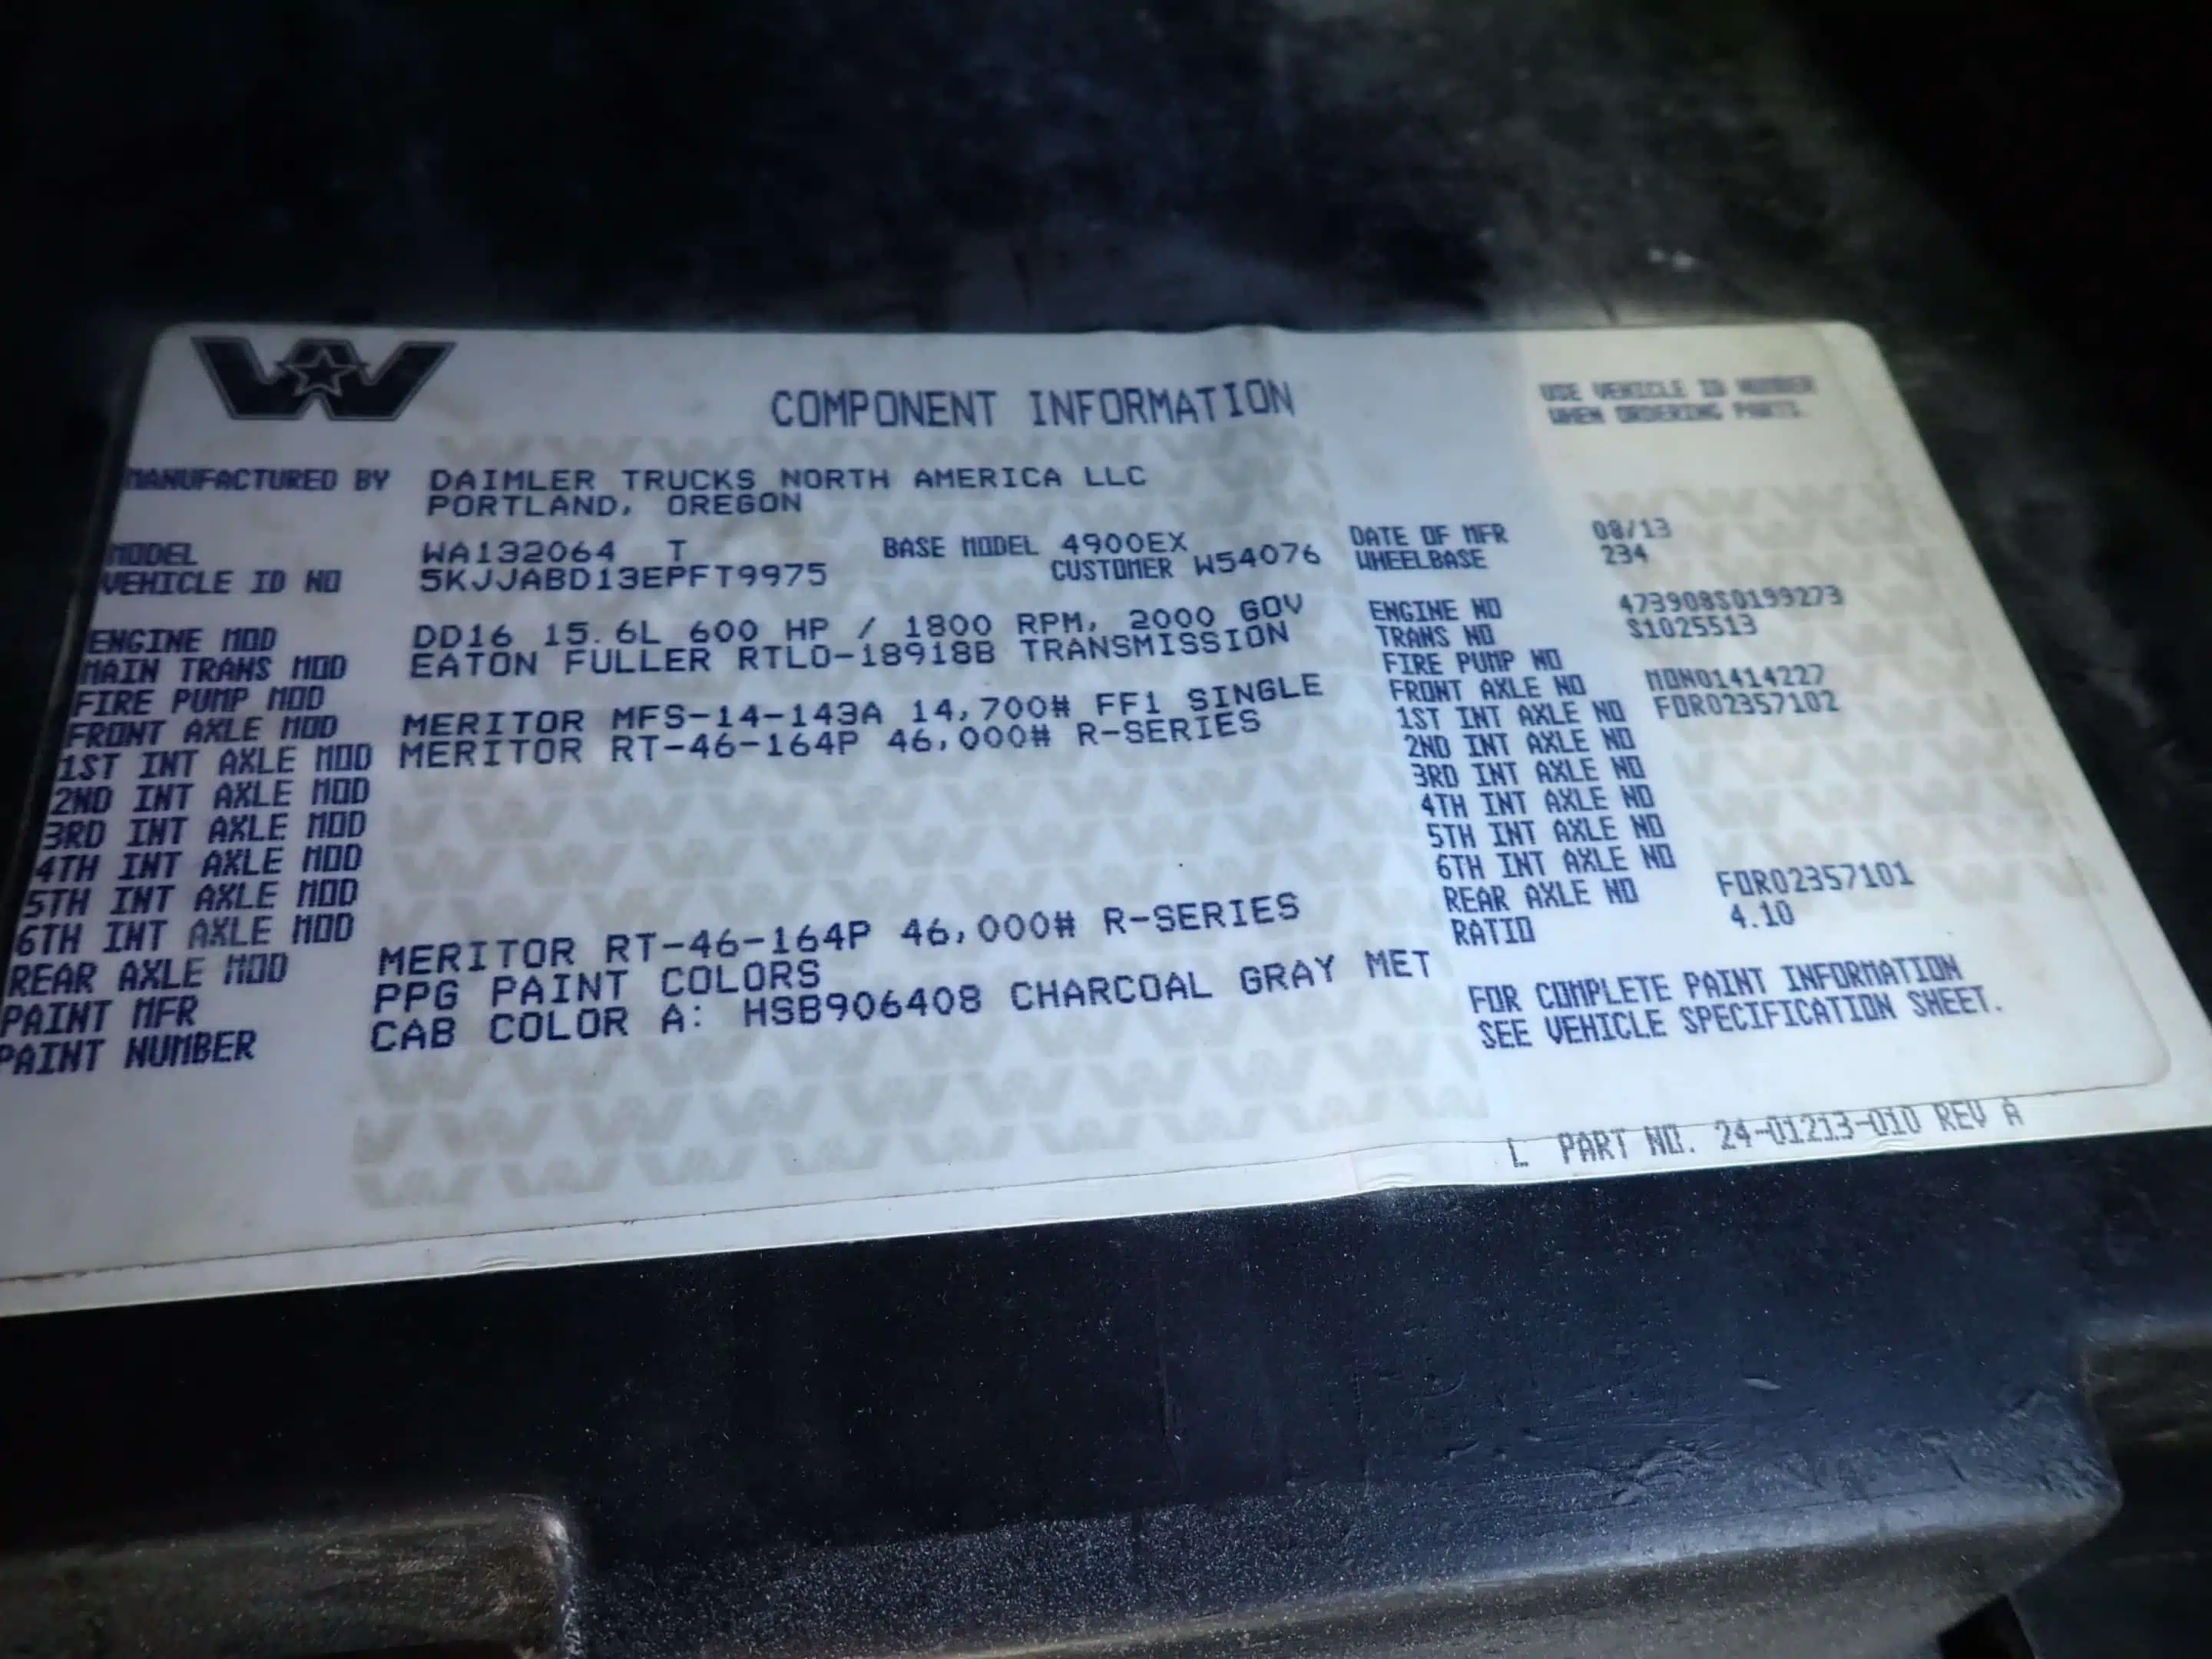 COMPONENT INFORMATION
USE VEHICLE ID NUMBER
WHEN ORDERING PARTS.
MANUFACTURED BY DAIMLER TRUCKS NORTH AMERICA LLC
PORTLAND, OREGON
MODEL WA132064 T BASE MODEL 4900EX DATE OF MFR 08/13
VEHICLE ID NO 5KJJABD13EPFT9975 CUSTOMER W54076 WHEELBASE 234
ENGINE MOD DD16 15.6L 600 HP / 1800 RPM, 2000 GOV ENGINE NO 473908S0199273
MAIN TRANS MOD EATON FULLER RTLO-18918B TRANSMISSION TRANS NO S1025513
FIRE PUMP MOD FIRE PUMP NO
FRONT AXLE MOD MERITOR MFS-14-143A 14,700# FF1 SINGLE FRONT AXLE NO MON01414227
1ST INT AXLE MOD MERITOR RT-46-164P 46,000# R-SERIES 1ST INT AXLE NO FOR02357102
2ND INT AXLE MOD 2ND INT AXLE NO
3RD INT AXLE MOD 3RD INT AXLE NO
4TH INT AXLE MOD 4TH INT AXLE NO
5TH INT AXLE MOD 5TH INT AXLE NO
6TH INT AXLE MOD 6TH INT AXLE NO
REAR AXLE MOD MERITOR RT-46-164P 46,000# R-SERIES REAR AXLE NO FOR02357101
PAINT MFR PPG PAINT COLORS RATIO 4.10
PAINT NUMBER CAB COLOR A: HSB906408 CHARCOAL GRAY MET
FOR COMPLETE PAINT INFORMATION
SEE VEHICLE SPECIFICATION SHEET.
L PART NO. 24-01213-010 REV A